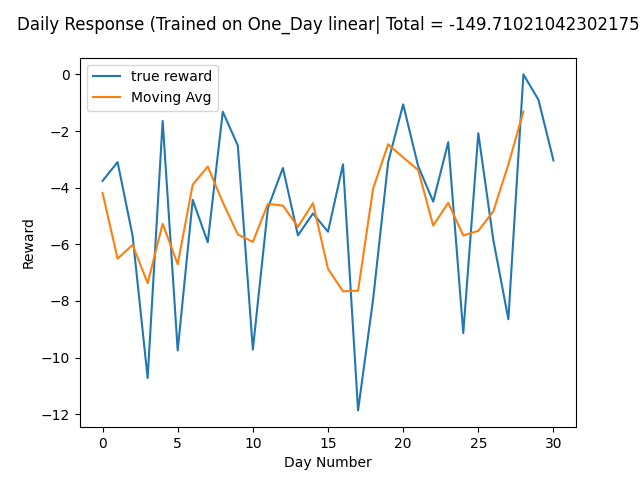 Daily Response (Trained on One_Day linear| Total = -149.71021042302175
true reward
Moving Avg
0
−2
−4
−6
−8
−10
−12
Reward
0 5 10 15 20 25 30
Day Number